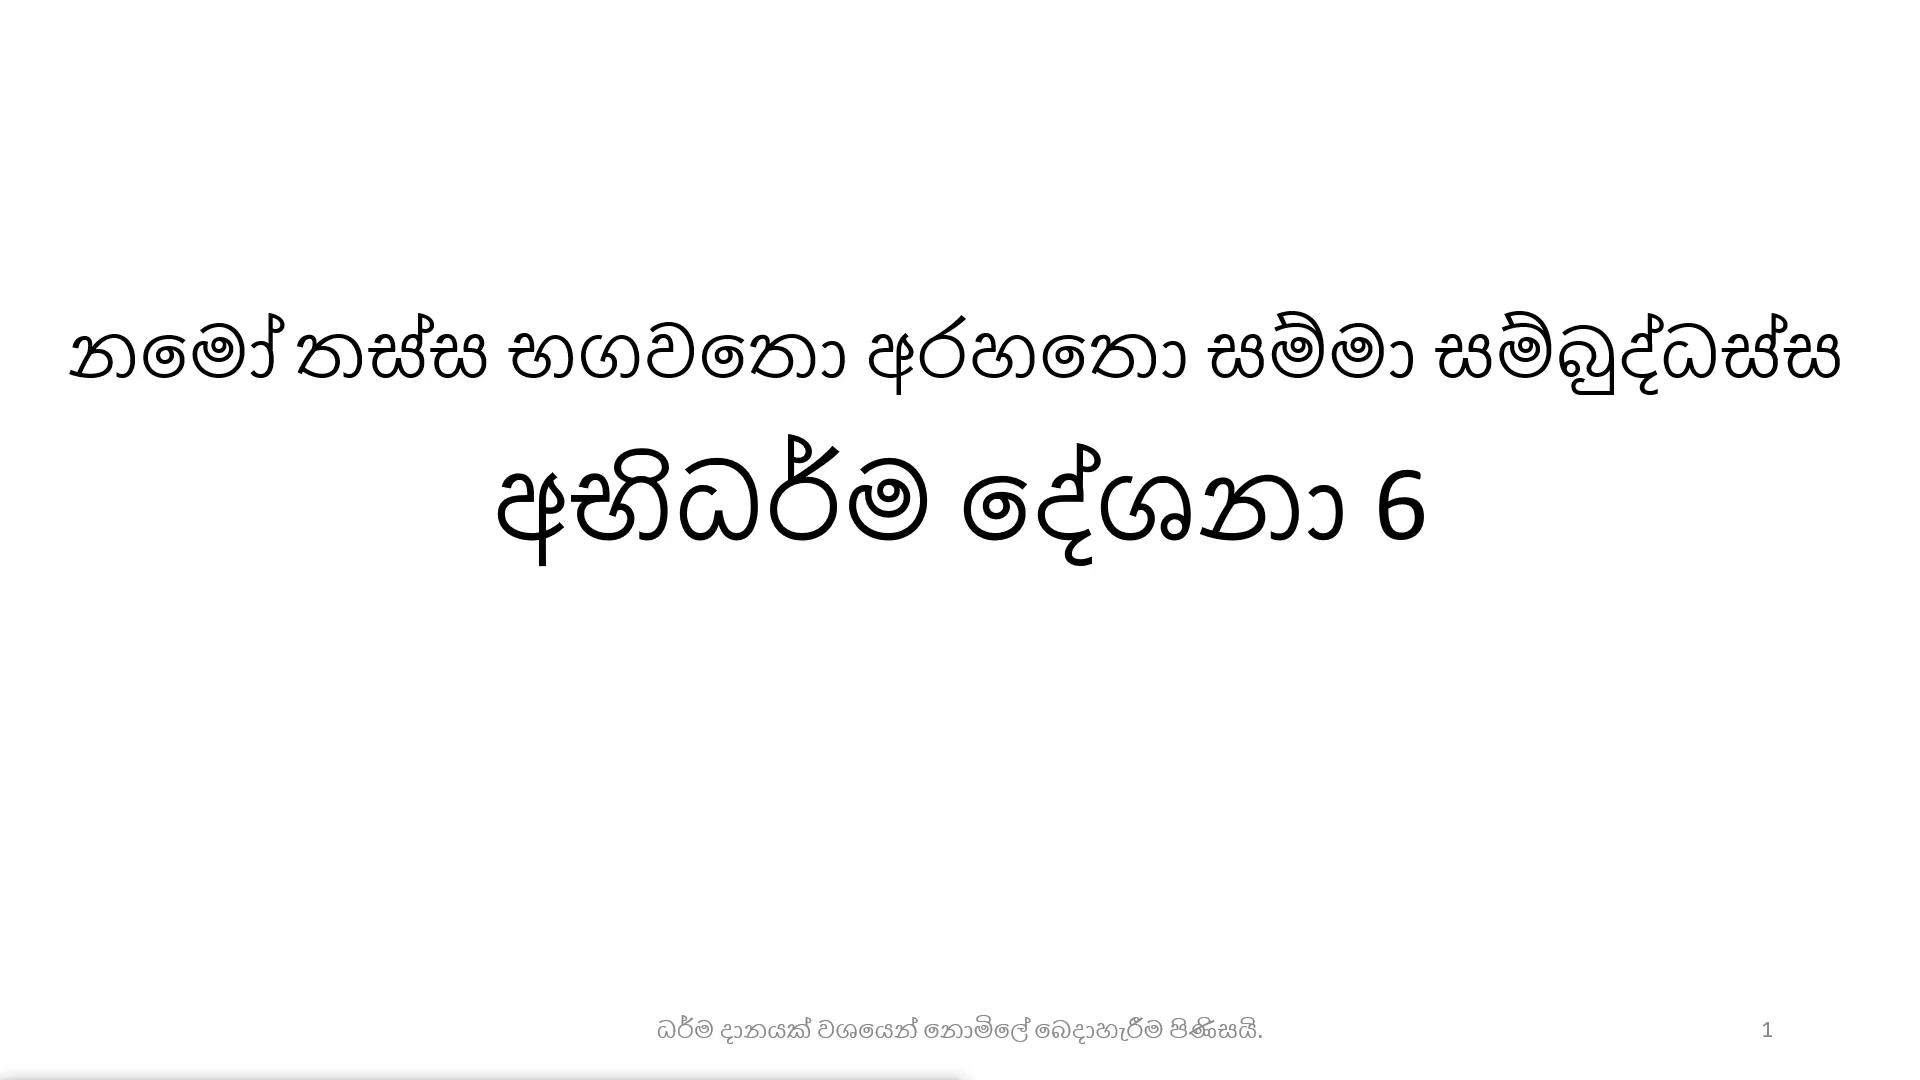 නමෝ තස්ස භගවතො අරහතො සම්මා සම්බුද්ධස්ස
අභිධර්ම දේශනා 6
ධර්ම දානයක් වශයෙන් නොමිලේ බෙදාහැරීම පිණිසයි.
1